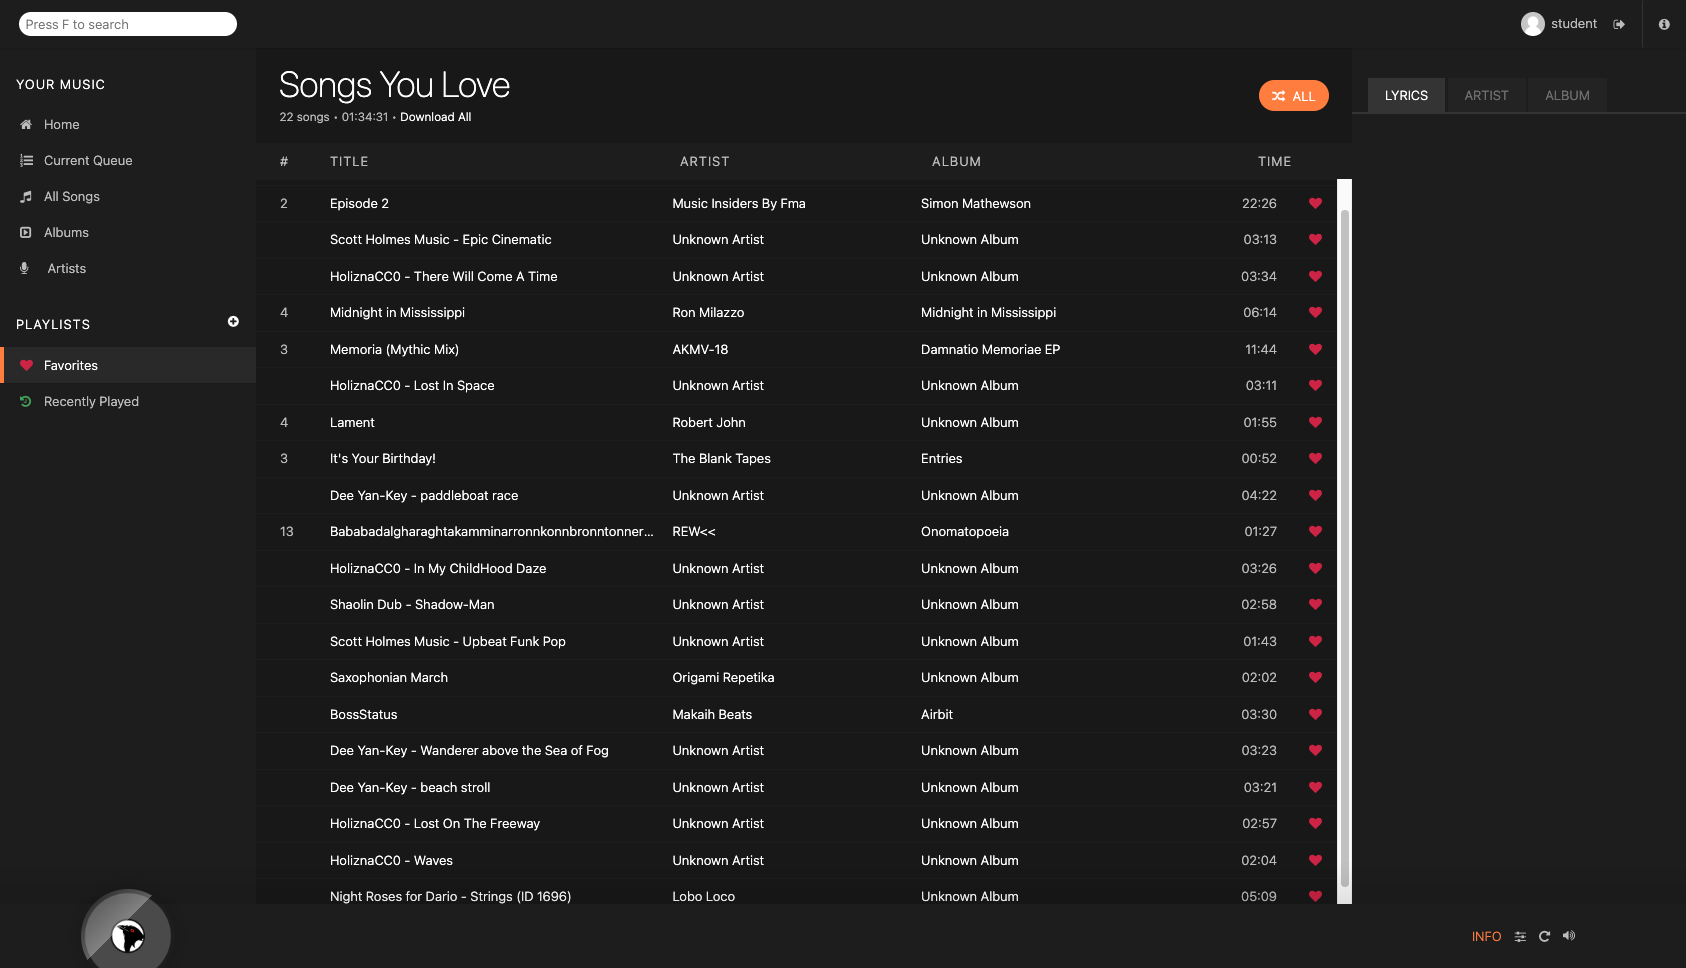 Press F to search
student
YOUR MUSIC
Home
Current Queue
All Songs
Albums
Artists
PLAYLISTS
Favorites
Recently Played
Songs You Love
22 songs • 01:34:31 • Download All
ALL
# TITLE ARTIST ALBUM TIME
2 Episode 2 Music Insiders By Fma Simon Mathewson 22:26
Scott Holmes Music - Epic Cinematic Unknown Artist Unknown Album 03:13
HoliznaCC0 - There Will Come A Time Unknown Artist Unknown Album 03:34
4 Midnight in Mississippi Ron Milazzo Midnight in Mississippi 06:14
3 Memoria (Mythic Mix) AKMV-18 Damnatio Memoriae EP 11:44
HoliznaCC0 - Lost In Space Unknown Artist Unknown Album 03:11
4 Lament Robert John Unknown Album 01:55
3 It's Your Birthday! The Blank Tapes Entries 00:52
Dee Yan-Key - paddleboat race Unknown Artist Unknown Album 04:22
13 Bababadalgharaghtakamminarronnkonnbronntonner... REW<< Onomatopoeia 01:27
HoliznaCC0 - In My ChildHood Daze Unknown Artist Unknown Album 03:26
Shaolin Dub - Shadow-Man Unknown Artist Unknown Album 02:58
Scott Holmes Music - Upbeat Funk Pop Unknown Artist Unknown Album 01:43
Saxophonian March Origami Repetika Unknown Album 02:02
BossStatus Makaih Beats Airbit 03:30
Dee Yan-Key - Wanderer above the Sea of Fog Unknown Artist Unknown Album 03:23
Dee Yan-Key - beach stroll Unknown Artist Unknown Album 03:21
HoliznaCC0 - Lost On The Freeway Unknown Artist Unknown Album 02:57
HoliznaCC0 - Waves Unknown Artist Unknown Album 02:04
Night Roses for Dario - Strings (ID 1696) Lobo Loco Unknown Album 05:09
LYRICS ARTIST ALBUM
INFO